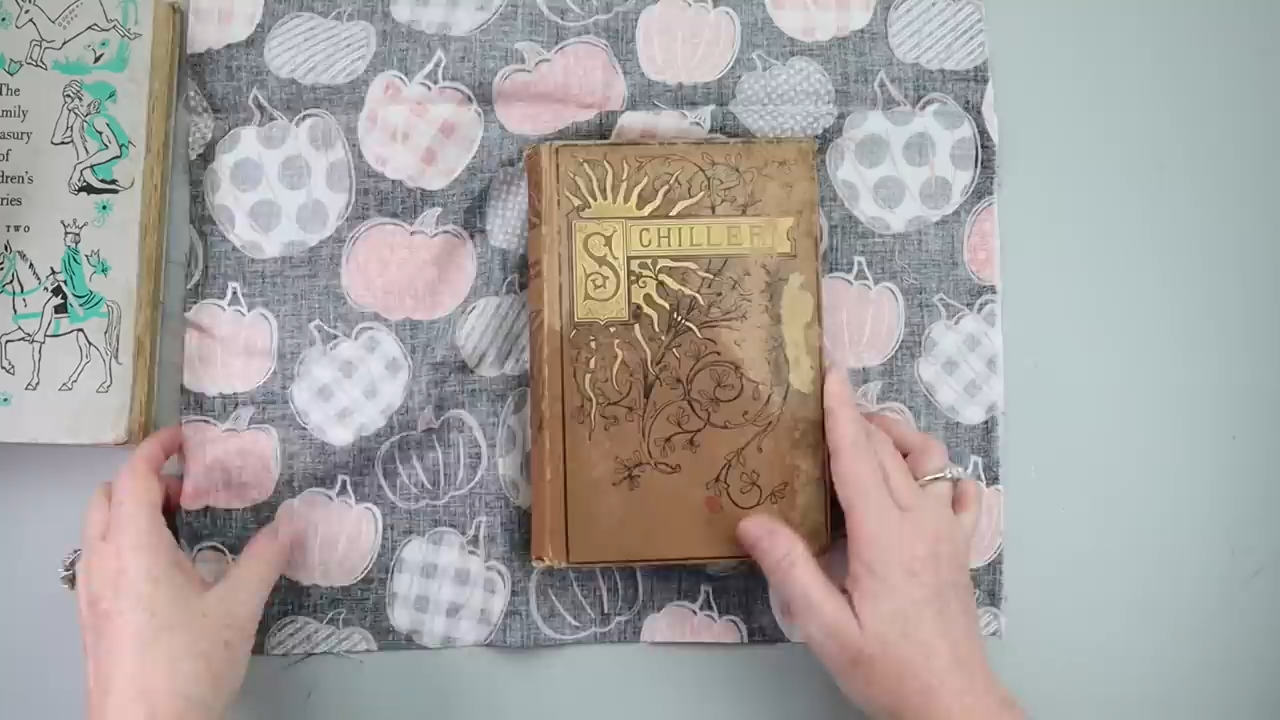 The
mily
asury
of
dren's
ries
TWO
SCHILLER